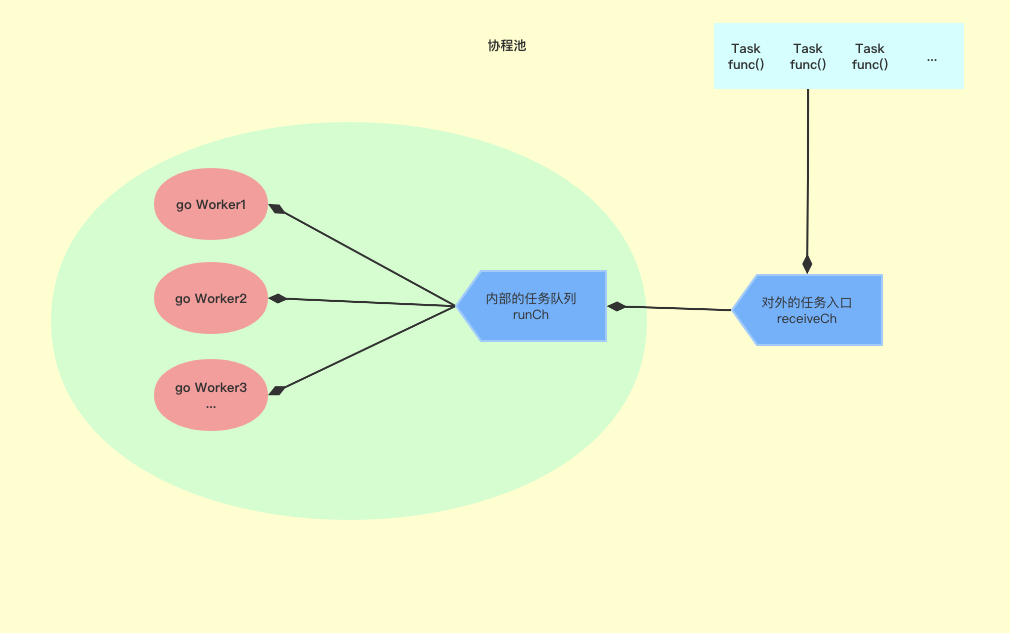 协程池
Task
func()
Task
func()
Task
func()
...
go Worker1
go Worker2
go Worker3
...
内部的任务队列
runCh
对外的任务入口
receiveCh